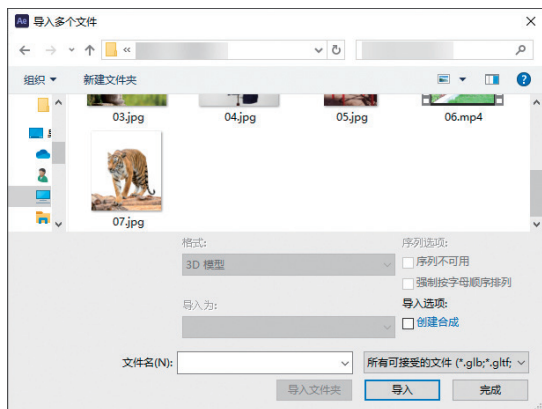 Ae 导入多个文件
组织 新建文件夹
03.jpg 04.jpg 05.jpg 06.mp4
07.jpg
格式: 序列选项:
3D 模型 序列不可用
强制按字母顺序排列
导入为: 导入选项:
创建合成
文件名(N): 所有可接受的文件 (*.glb;*.gltf;
导入文件夹 导入 完成